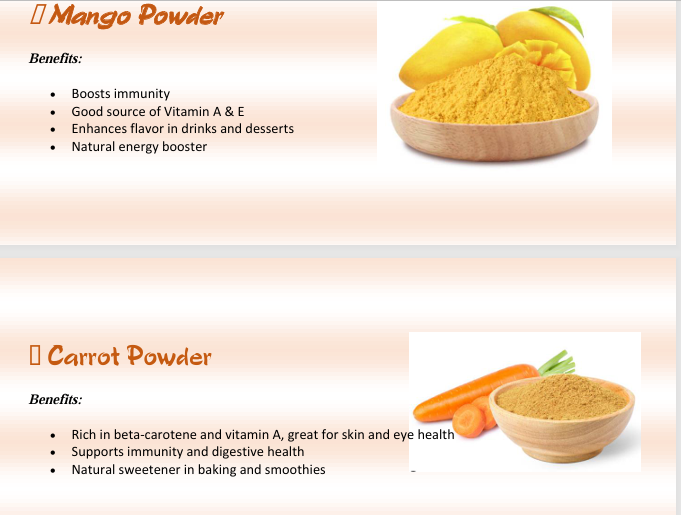 Mango Powder
Benefits:
• Boosts immunity
• Good source of Vitamin A & E
• Enhances flavor in drinks and desserts
• Natural energy booster
Carrot Powder
Benefits:
• Rich in beta-carotene and vitamin A, great for skin and eye health
• Supports immunity and digestive health
• Natural sweetener in baking and smoothies